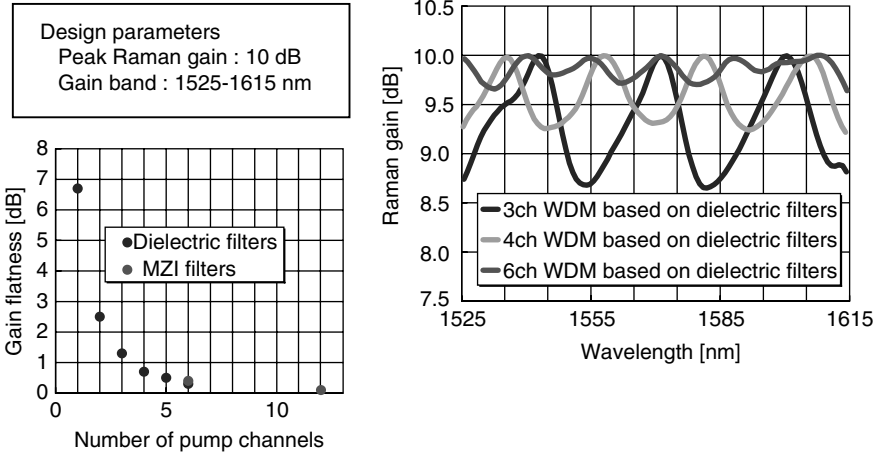 Design parameters
Peak Raman gain : 10 dB
Gain band : 1525-1615 nm
Gain flatness [dB]
8
7
6
5
4
3
2
1
0
0
5
10
Number of pump channels
Dielectric filters
MZI filters
Raman gain [dB]
10.5
10.0
9.5
9.0
8.5
8.0
7.5
1525
1555
1585
1615
Wavelength [nm]
3ch WDM based on dielectric filters
4ch WDM based on dielectric filters
6ch WDM based on dielectric filters